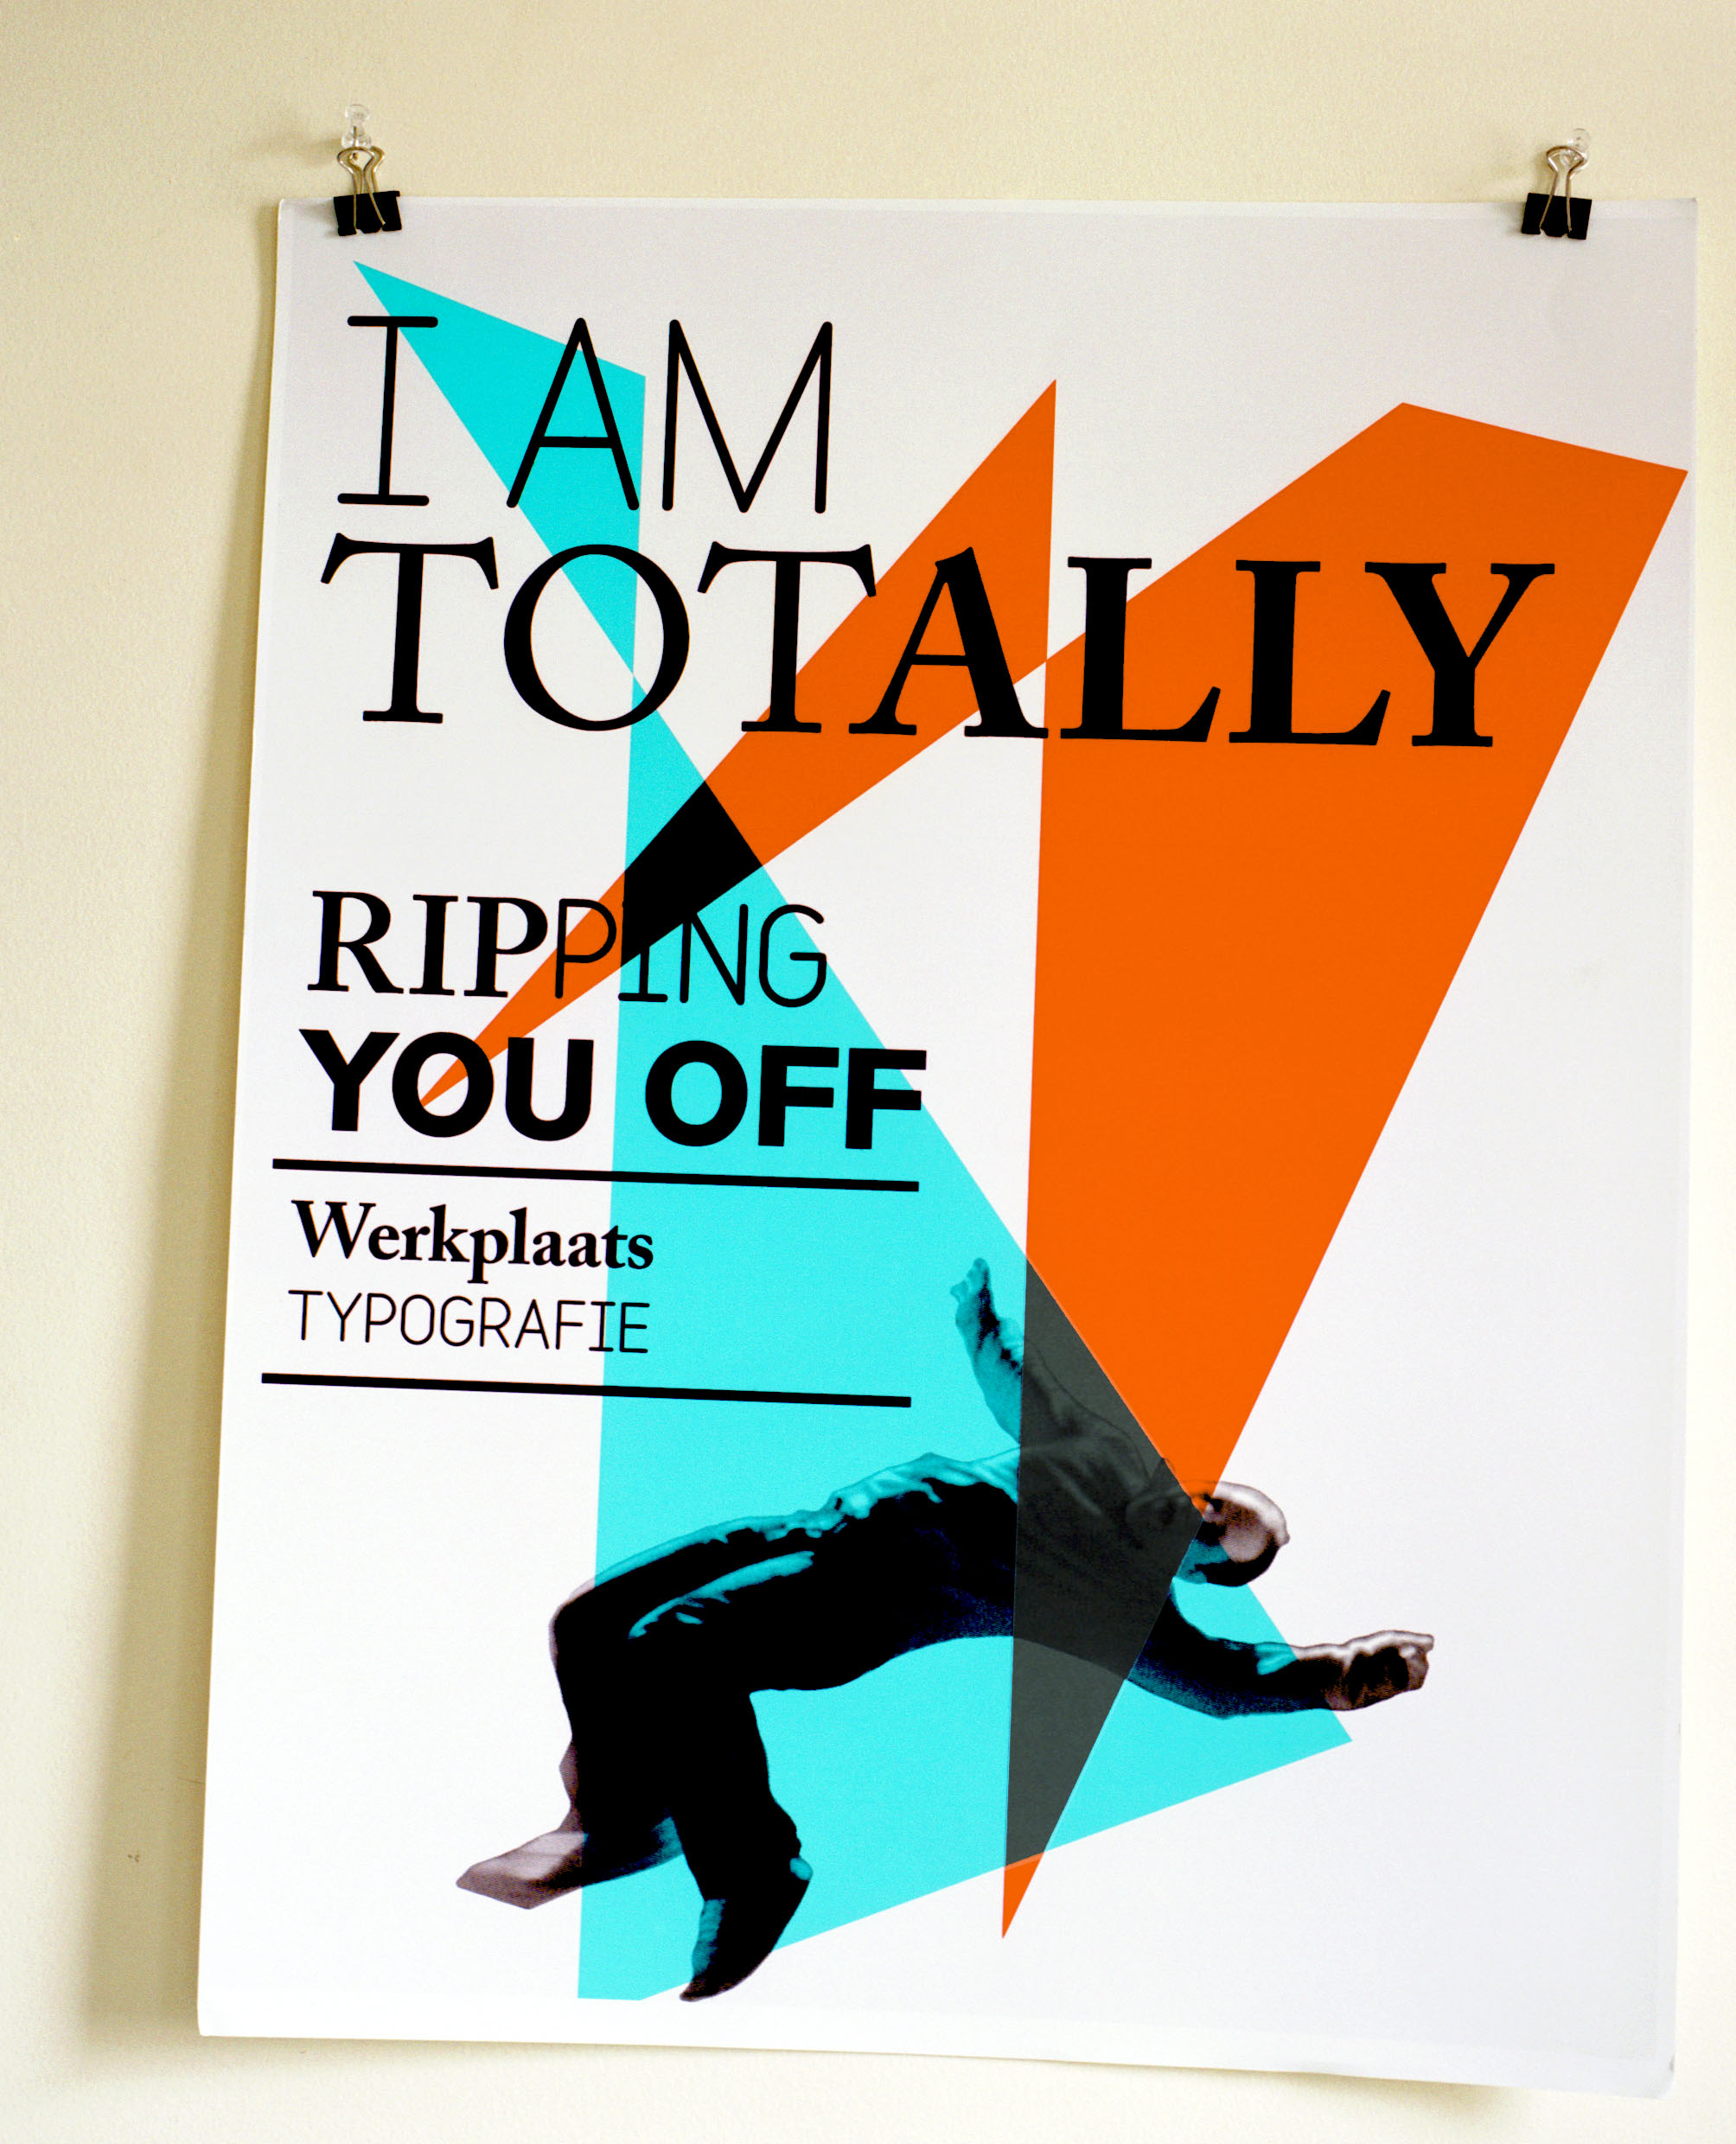 I AM
TOTALLY
RIPPING
YOU OFF
Werkplaats
TYPOGRAFIE